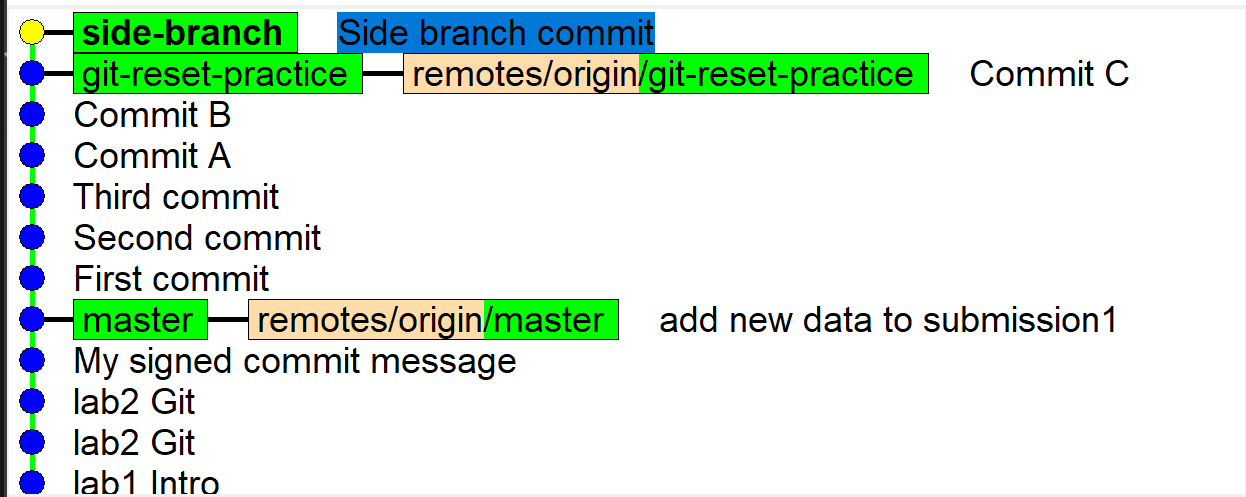 side-branch Side branch commit
git-reset-practice remotes/origin/git-reset-practice Commit C
Commit B
Commit A
Third commit
Second commit
First commit
master remotes/origin/master add new data to submission1
My signed commit message
lab2 Git
lab2 Git
lab1 Intro